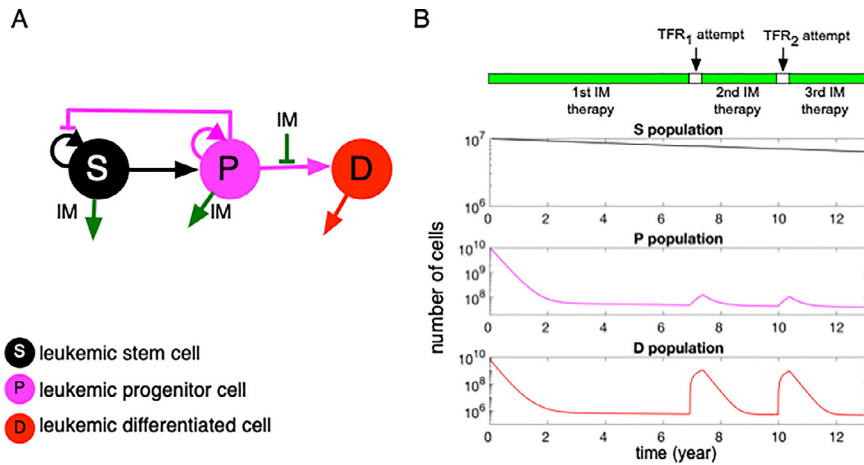 A
IM
S
P
D
IM
IM
S leukemic stem cell
P leukemic progenitor cell
D leukemic differentiated cell
B
TFR1 attempt TFR2 attempt
1st IM therapy
2nd IM therapy
3rd IM therapy
number of cells
S population
10^7
10^6
0 2 4 6 8 10 12
P population
10^10
10^9
10^8
0 2 4 6 8 10 12
D population
10^10
10^8
10^6
0 2 4 6 8 10 12
time (year)